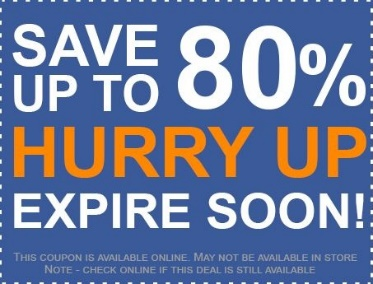 SAVE
UP TO 80%
HURRY UP
EXPIRE SOON!
THIS COUPON IS AVAILABLE ONLINE. MAY NOT BE AVAILABLE IN STORE
NOTE - CHECK ONLINE IF THIS DEAL IS STILL AVAILABLE